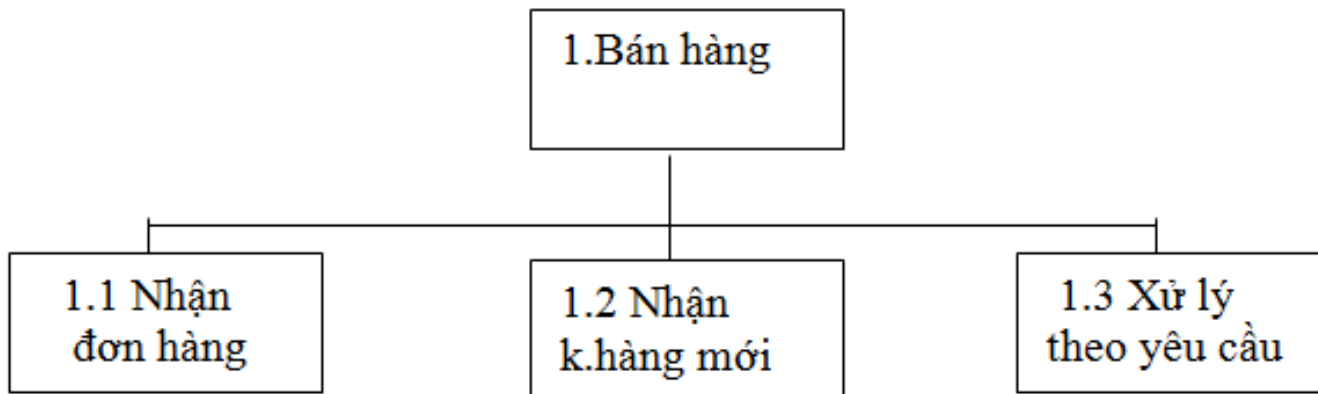 1.Bán hàng
1.1 Nhận
đơn hàng
1.2 Nhận
k.hàng mới
1.3 Xử lý
theo yêu cầu